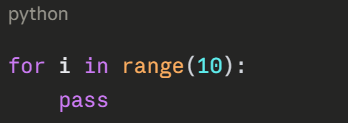 python
for i in range(10):
    pass